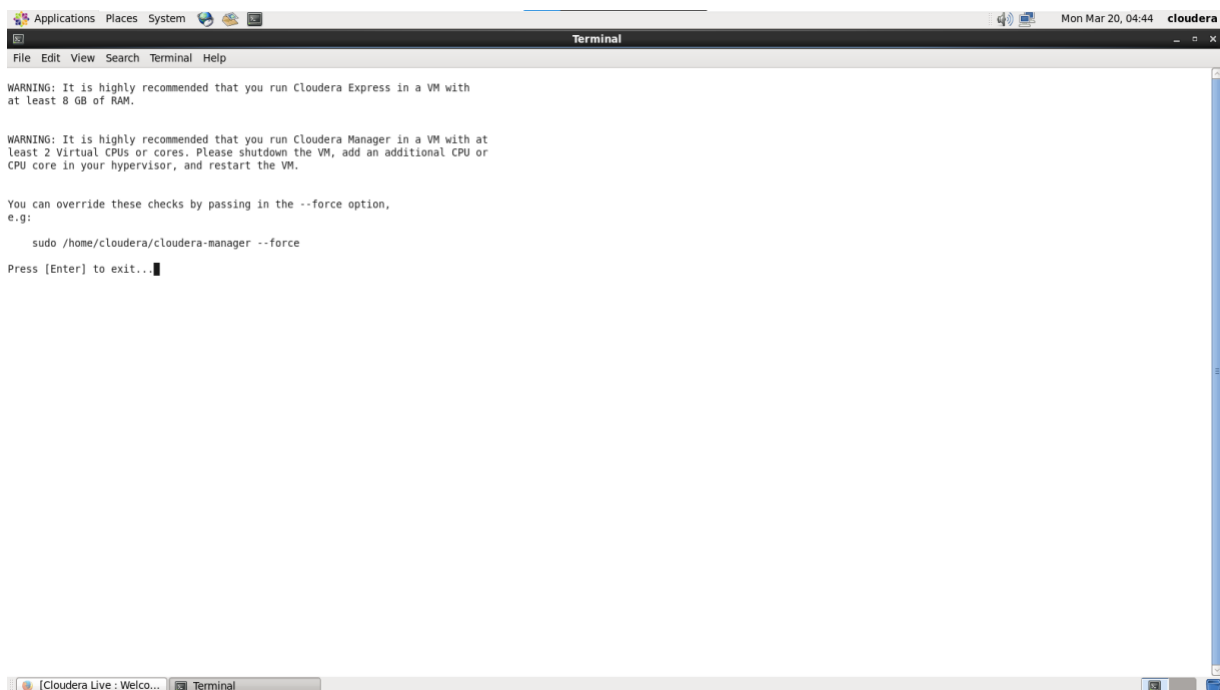 Applications Places System Mon Mar 20, 04:44 cloudera
Terminal
File Edit View Search Terminal Help
WARNING: It is highly recommended that you run Cloudera Express in a VM with
at least 8 GB of RAM.
WARNING: It is highly recommended that you run Cloudera Manager in a VM with at
least 2 Virtual CPUs or cores. Please shutdown the VM, add an additional CPU or
CPU core in your hypervisor, and restart the VM.
You can override these checks by passing in the --force option,
e.g:
sudo /home/cloudera/cloudera-manager --force
Press [Enter] to exit...
[Cloudera Live : Welco... Terminal